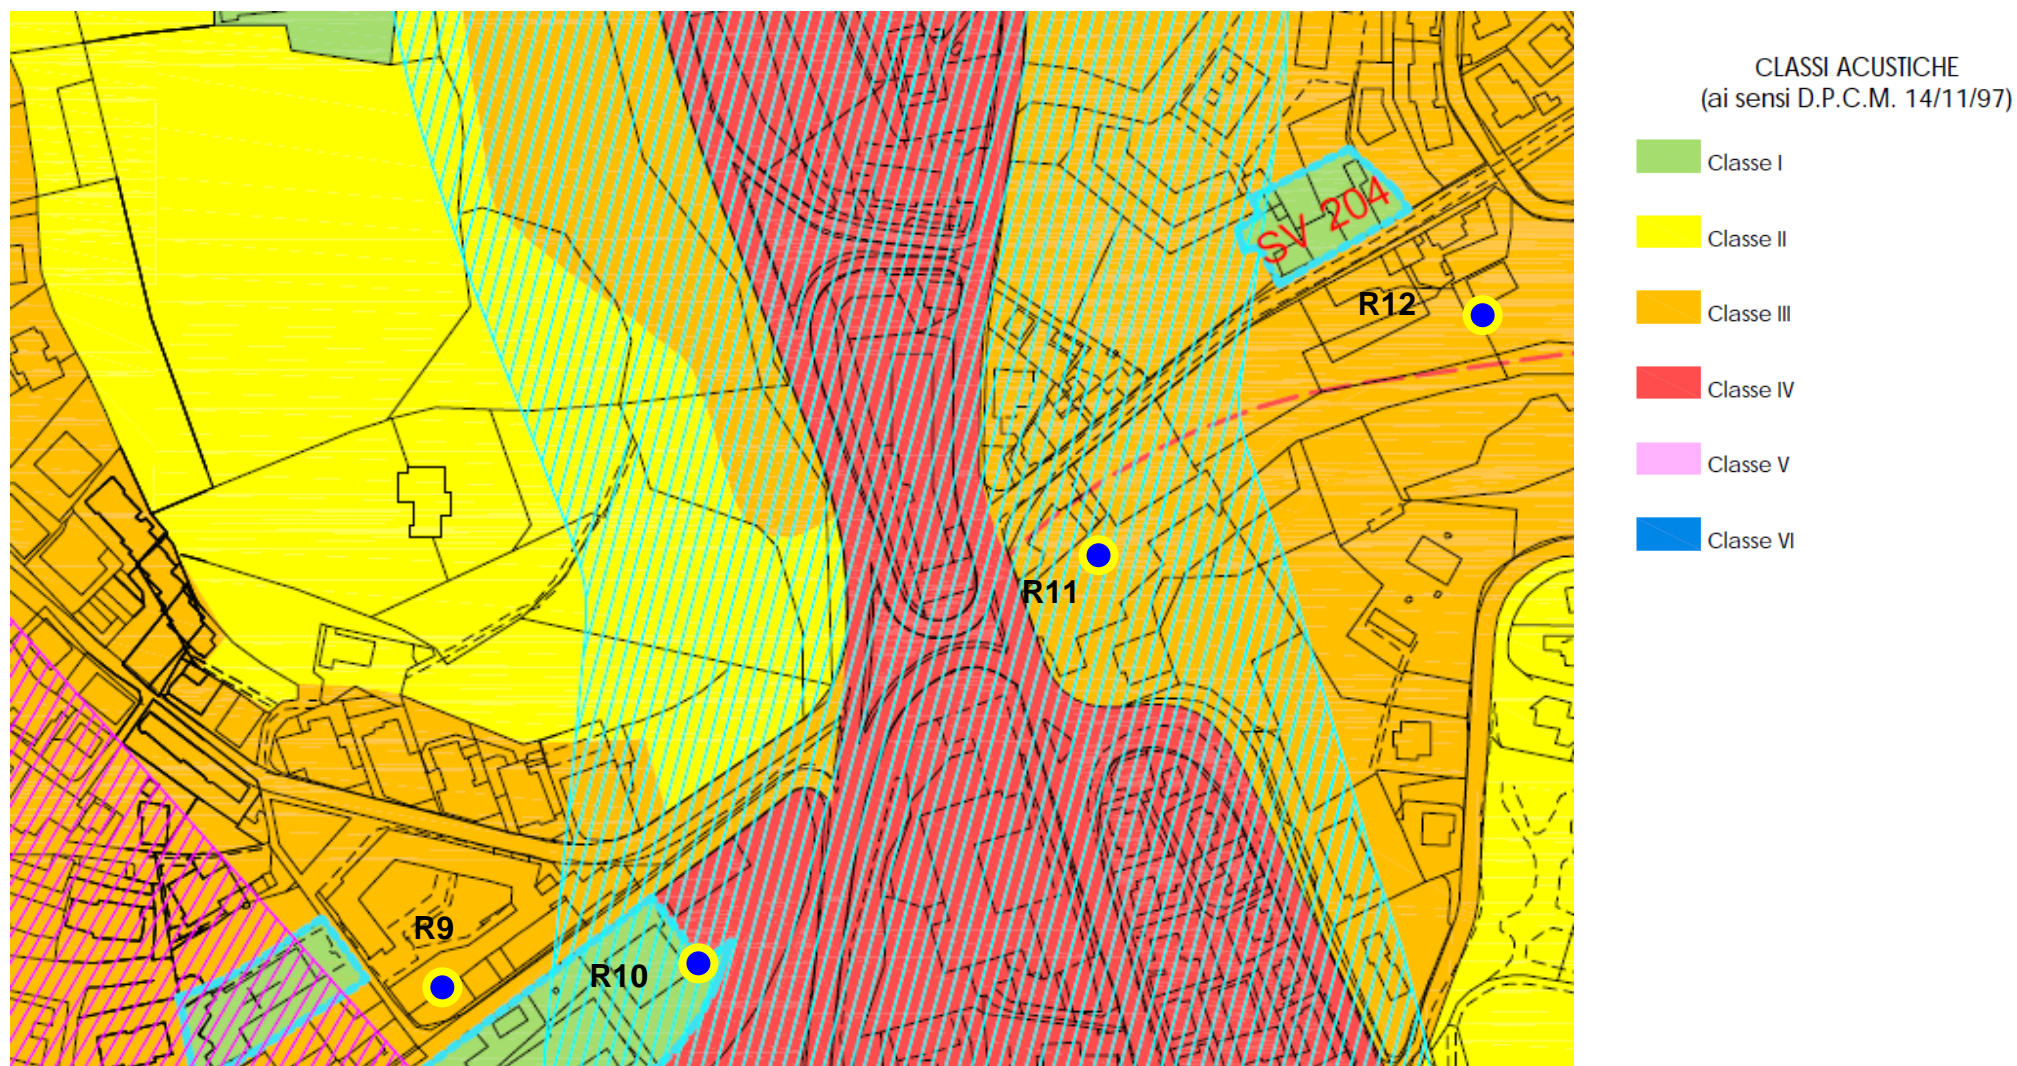 CLASSI ACUSTICHE
(ai sensi D.P.C.M. 14/11/97)
Classe I
Classe II
Classe III
Classe IV
Classe V
Classe VI
SV 204
R12
R11
R9
R10